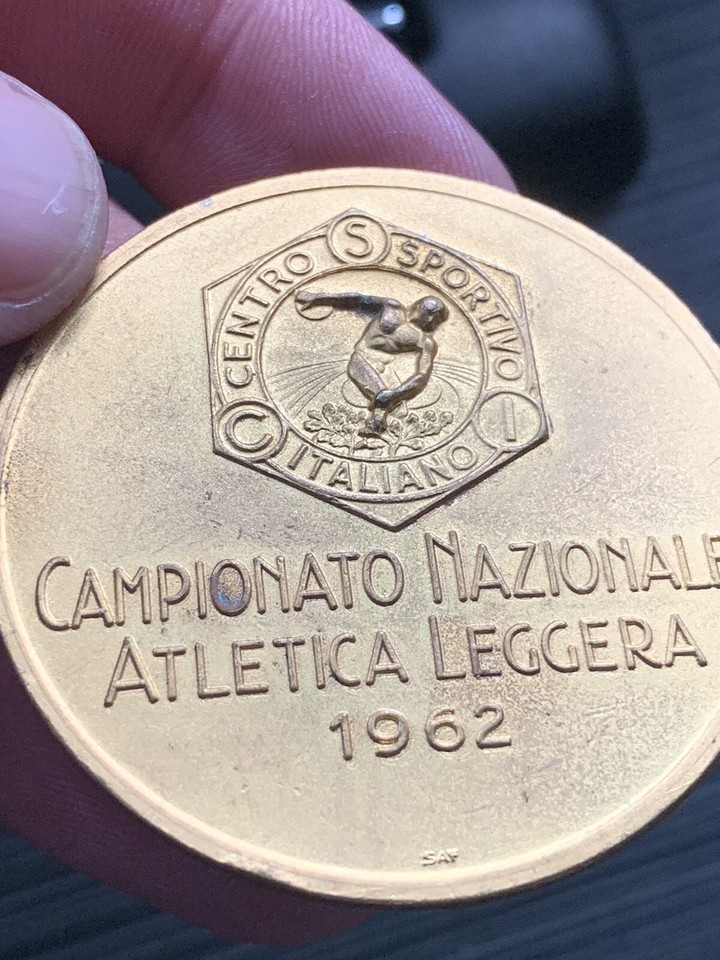 CENTRO S SPORTIVO
C ITALIANO I
CAMPIONATO NAZIONALE
ATLETICA LEGGERA
1962
SAF